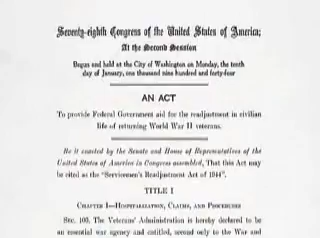 Seventy-eighth Congress of the United States of America;
At the Second Session
Begun and held at the City of Washington on Monday, the tenth
day of January, one thousand nine hundred and forty-four
AN ACT
To provide Federal Government aid for the readjustment in civilian
life of returning World War II veterans.
Be it enacted by the Senate and House of Representatives of the
United States of America in Congress assembled, That this Act may
be cited as the "Servicemen's Readjustment Act of 1944".
TITLE I
CHAPTER I—HOSPITALIZATION, CLAIMS, AND PROCEDURES
SEC. 100. The Veterans' Administration is hereby declared to be
an essential war agency and entitled, second only to the War and